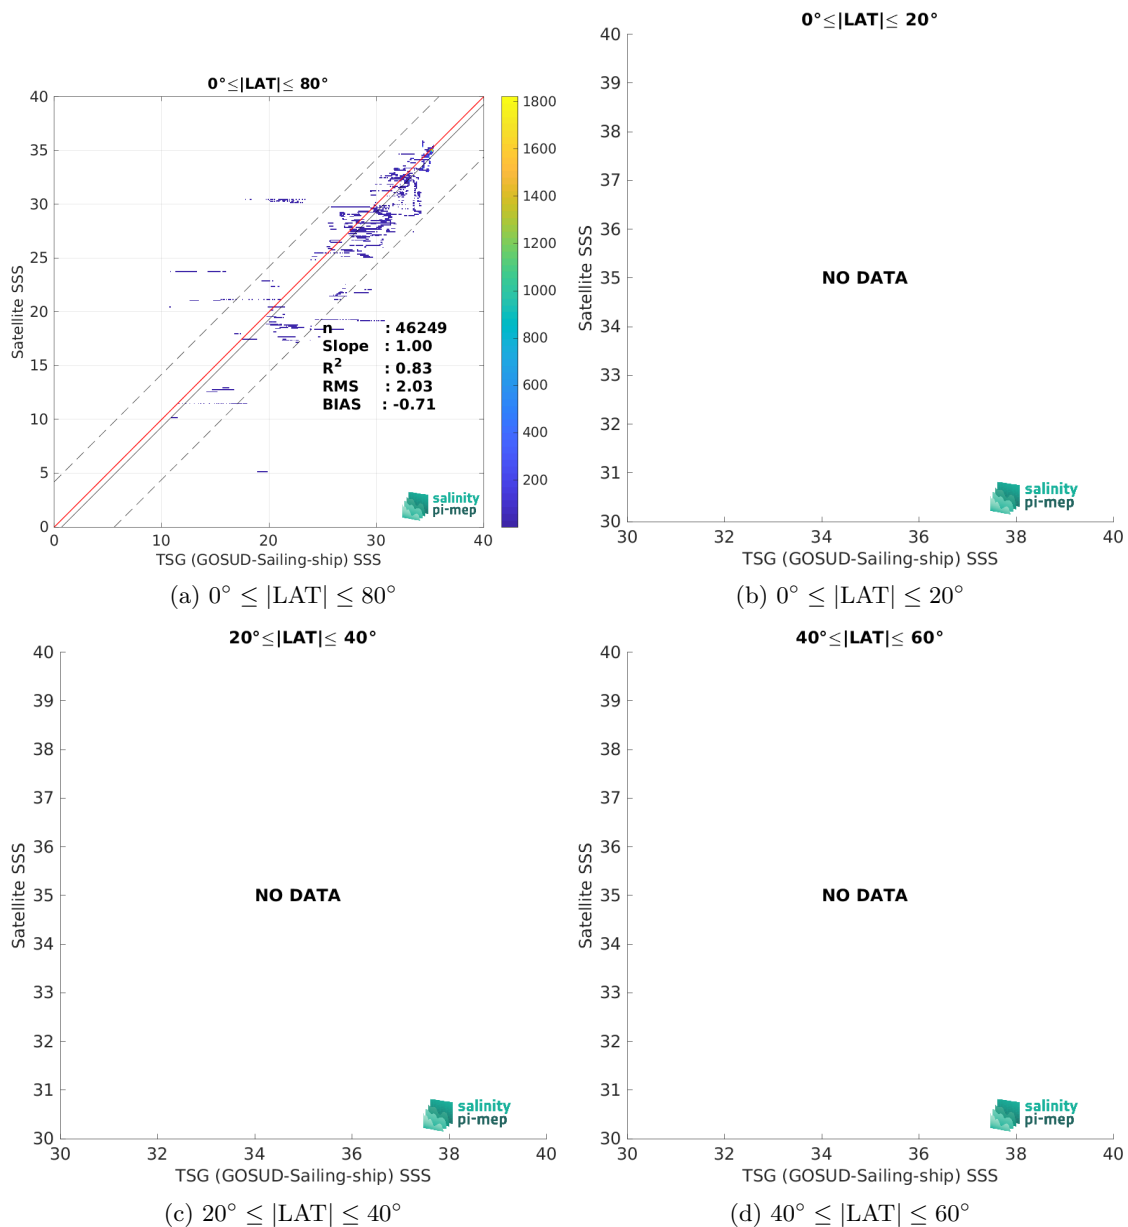 0°≤|LAT|≤ 80°
40
35
30
25
20
15
10
5
0
Satellite SSS
0
10
20
30
40
TSG (GOSUD-Sailing-ship) SSS
1800
1600
1400
1200
1000
800
600
400
200
n : 46249
Slope : 1.00
R² : 0.83
RMS : 2.03
BIAS : -0.71
salinity
pi-mep
(a) 0° ≤ |LAT| ≤ 80°
0°≤|LAT|≤ 20°
40
39
38
37
36
35
34
33
32
31
30
Satellite SSS
NO DATA
salinity
pi-mep
30
32
34
36
38
40
TSG (GOSUD-Sailing-ship) SSS
(b) 0° ≤ |LAT| ≤ 20°
20°≤|LAT|≤ 40°
40
39
38
37
36
35
34
33
32
31
30
Satellite SSS
NO DATA
salinity
pi-mep
30
32
34
36
38
40
TSG (GOSUD-Sailing-ship) SSS
(c) 20° ≤ |LAT| ≤ 40°
40°≤|LAT|≤ 60°
40
39
38
37
36
35
34
33
32
31
30
Satellite SSS
NO DATA
salinity
pi-mep
30
32
34
36
38
40
TSG (GOSUD-Sailing-ship) SSS
(d) 40° ≤ |LAT| ≤ 60°